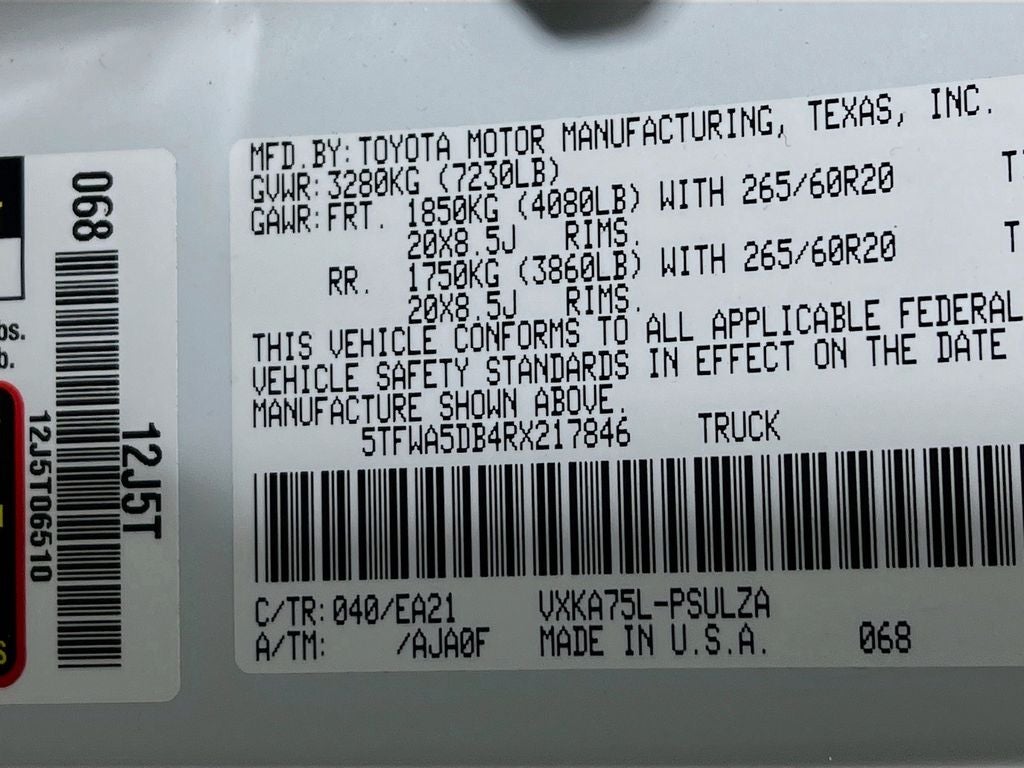 068
12J5T
12J5T06510
bs.
b.
MFD.BY:TOYOTA MOTOR MANUFACTURING, TEXAS, INC.
GVWR:3280KG (7230LB)
GAWR:FRT. 1850KG (4080LB) WITH 265/60R20
20X8.5J RIMS.
RR. 1750KG (3860LB) WITH 265/60R20
20X8.5J RIMS.
THIS VEHICLE CONFORMS TO ALL APPLICABLE FEDERAL
VEHICLE SAFETY STANDARDS IN EFFECT ON THE DATE
MANUFACTURE SHOWN ABOVE.
5TFWA5DB4RX217846 TRUCK
C/TR:040/EA21 VXKA75L-PSULZA
A/TM: /AJA0F MADE IN U.S.A. 068